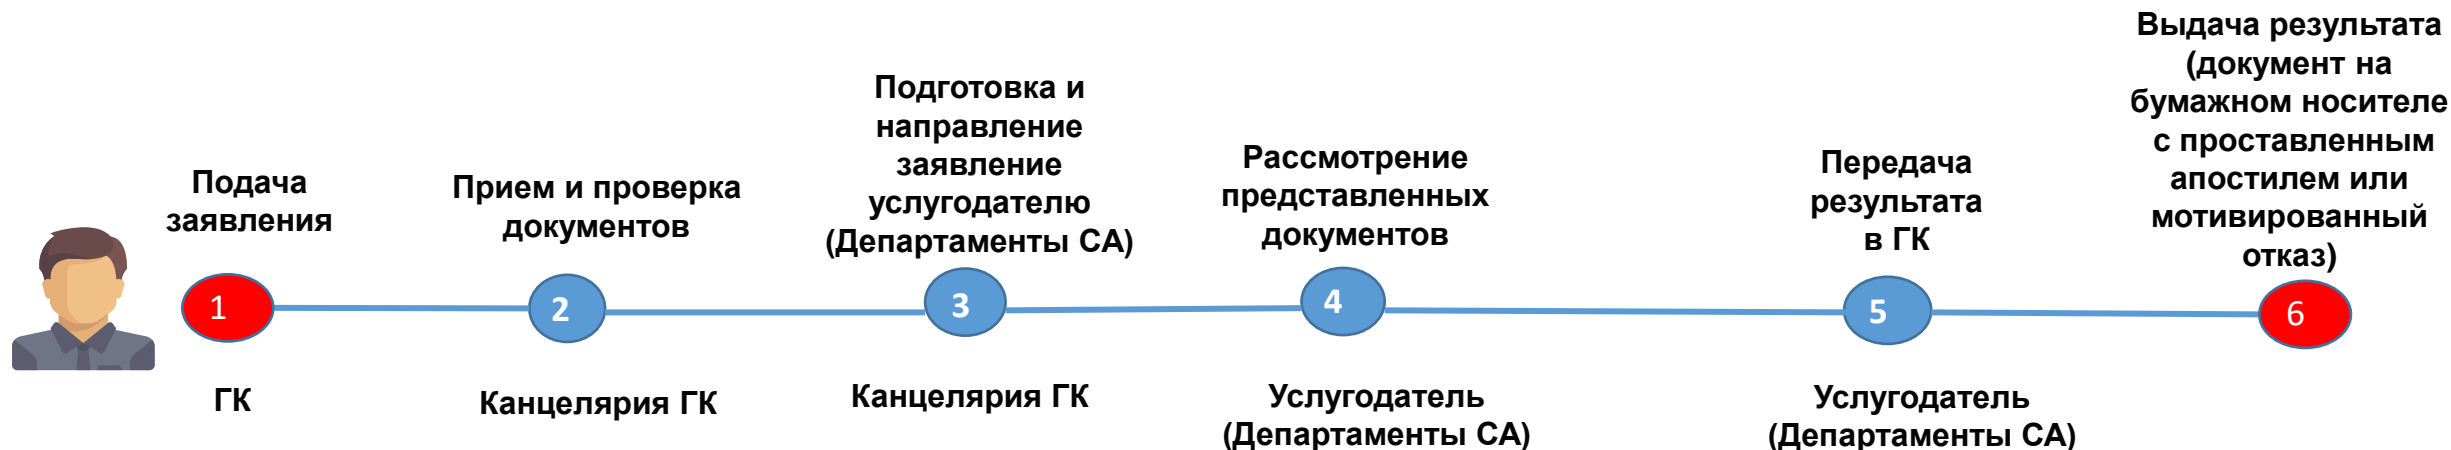 Подача
заявления
1
ГК
Прием и проверка
документов
2
Канцелярия ГК
Подготовка и
направление
заявление
услугодателю
(Департаменты СА)
3
Канцелярия ГК
Рассмотрение
представленных
документов
4
Услугодатель
(Департаменты СА)
Передача
результата
в ГК
5
Услугодатель
(Департаменты СА)
Выдача результата
(документ на
бумажном носителе
с проставленным
апостилем или
мотивированный
отказ)
6